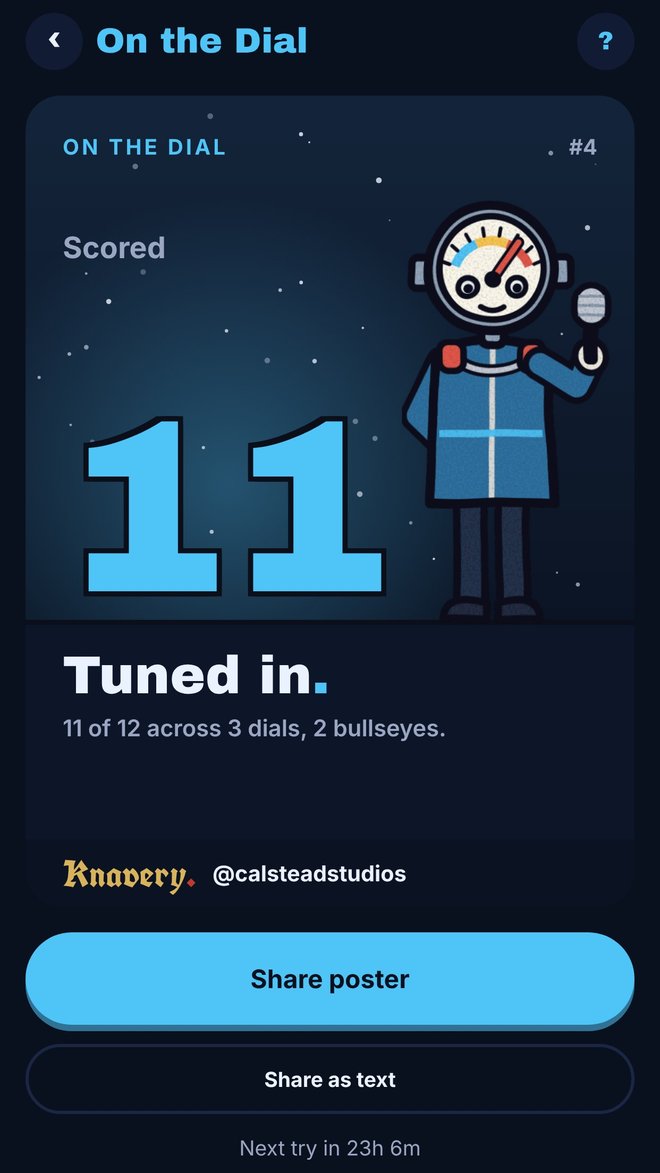 ‹ On the Dial ?
ON THE DIAL #4
Scored
11
Tuned in.
11 of 12 across 3 dials, 2 bullseyes.
Knavery. @calsteadstudios
Share poster
Share as text
Next try in 23h 6m